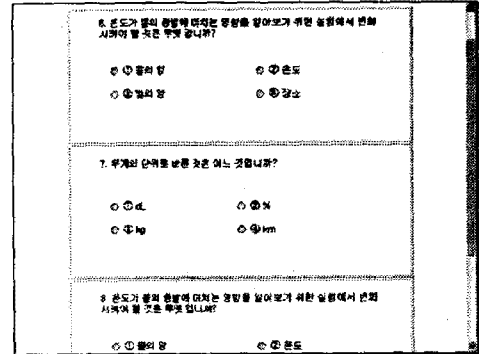 6. 온도가 물의 증발에 미치는 영향을 알아보기 위한 실험에서 변화
시켜야 할 것은 무엇 입니까?
① 물의 양 ② 온도
③ 빛의 양 ④ 장소
7. 무게의 단위로 바른 것은 어느 것입니까?
① dL ② %
③ kg ④ km
8. 온도가 물의 증발에 미치는 영향을 알아보기 위한 실험에서 변화
시켜야 할 것은 무엇 입니까?
① 물의 양 ② 온도